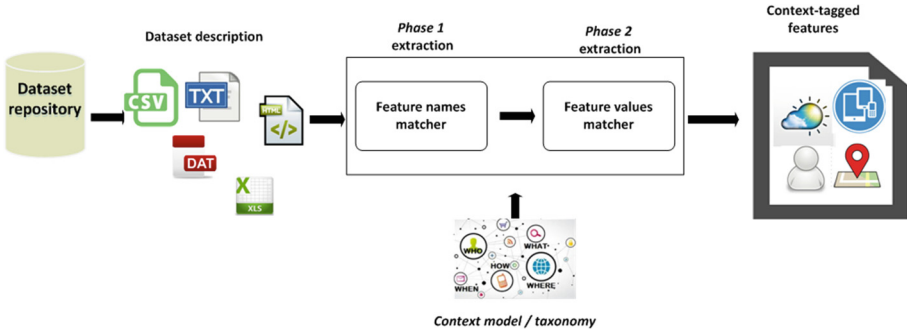 Dataset
repository
Dataset description
CSV
TXT
HTML
</>
DAT
X
XLS
Phase 1
extraction
Feature names
matcher
Phase 2
extraction
Feature values
matcher
Context-tagged
features
WHO
WHAT
HOW
WHEN
WHERE
Context model / taxonomy